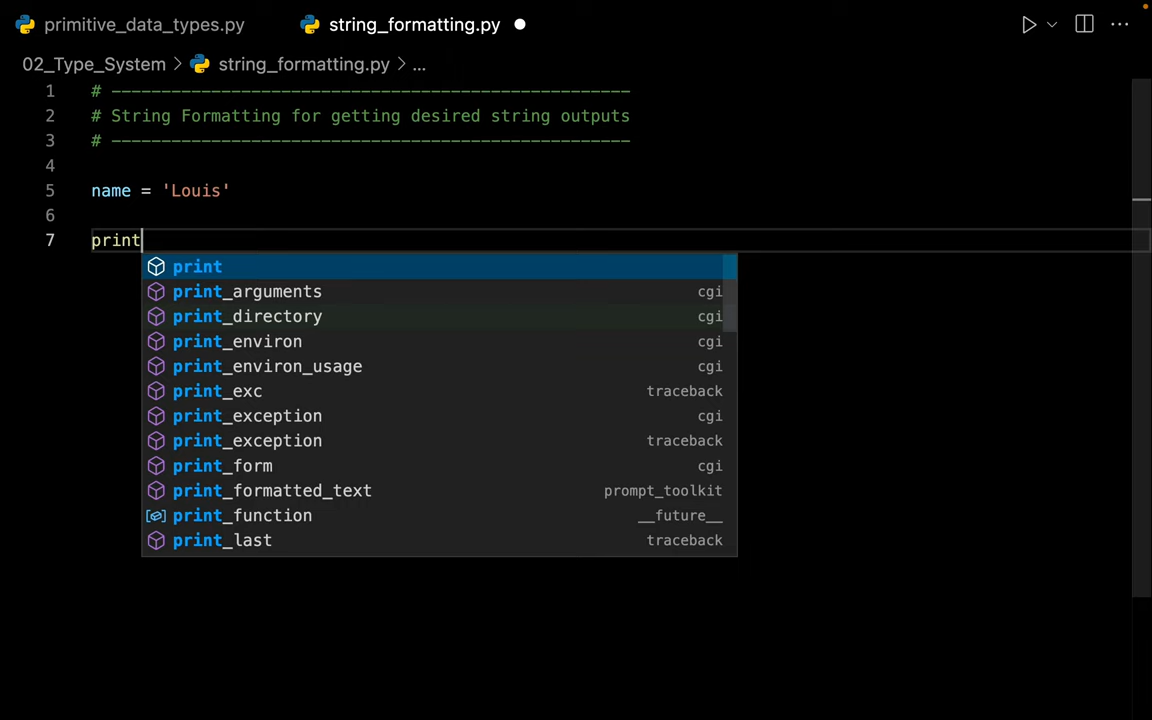 primitive_data_types.py string_formatting.py
02_Type_System > string_formatting.py > ...
1 # ----------------------------------------------------
2 # String Formatting for getting desired string outputs
3 # ----------------------------------------------------
4
5 name = 'Louis'
6
7 print
print
print_arguments cgi
print_directory cgi
print_environ cgi
print_environ_usage cgi
print_exc traceback
print_exception cgi
print_exception traceback
print_form cgi
print_formatted_text prompt_toolkit
print_function __future__
print_last traceback